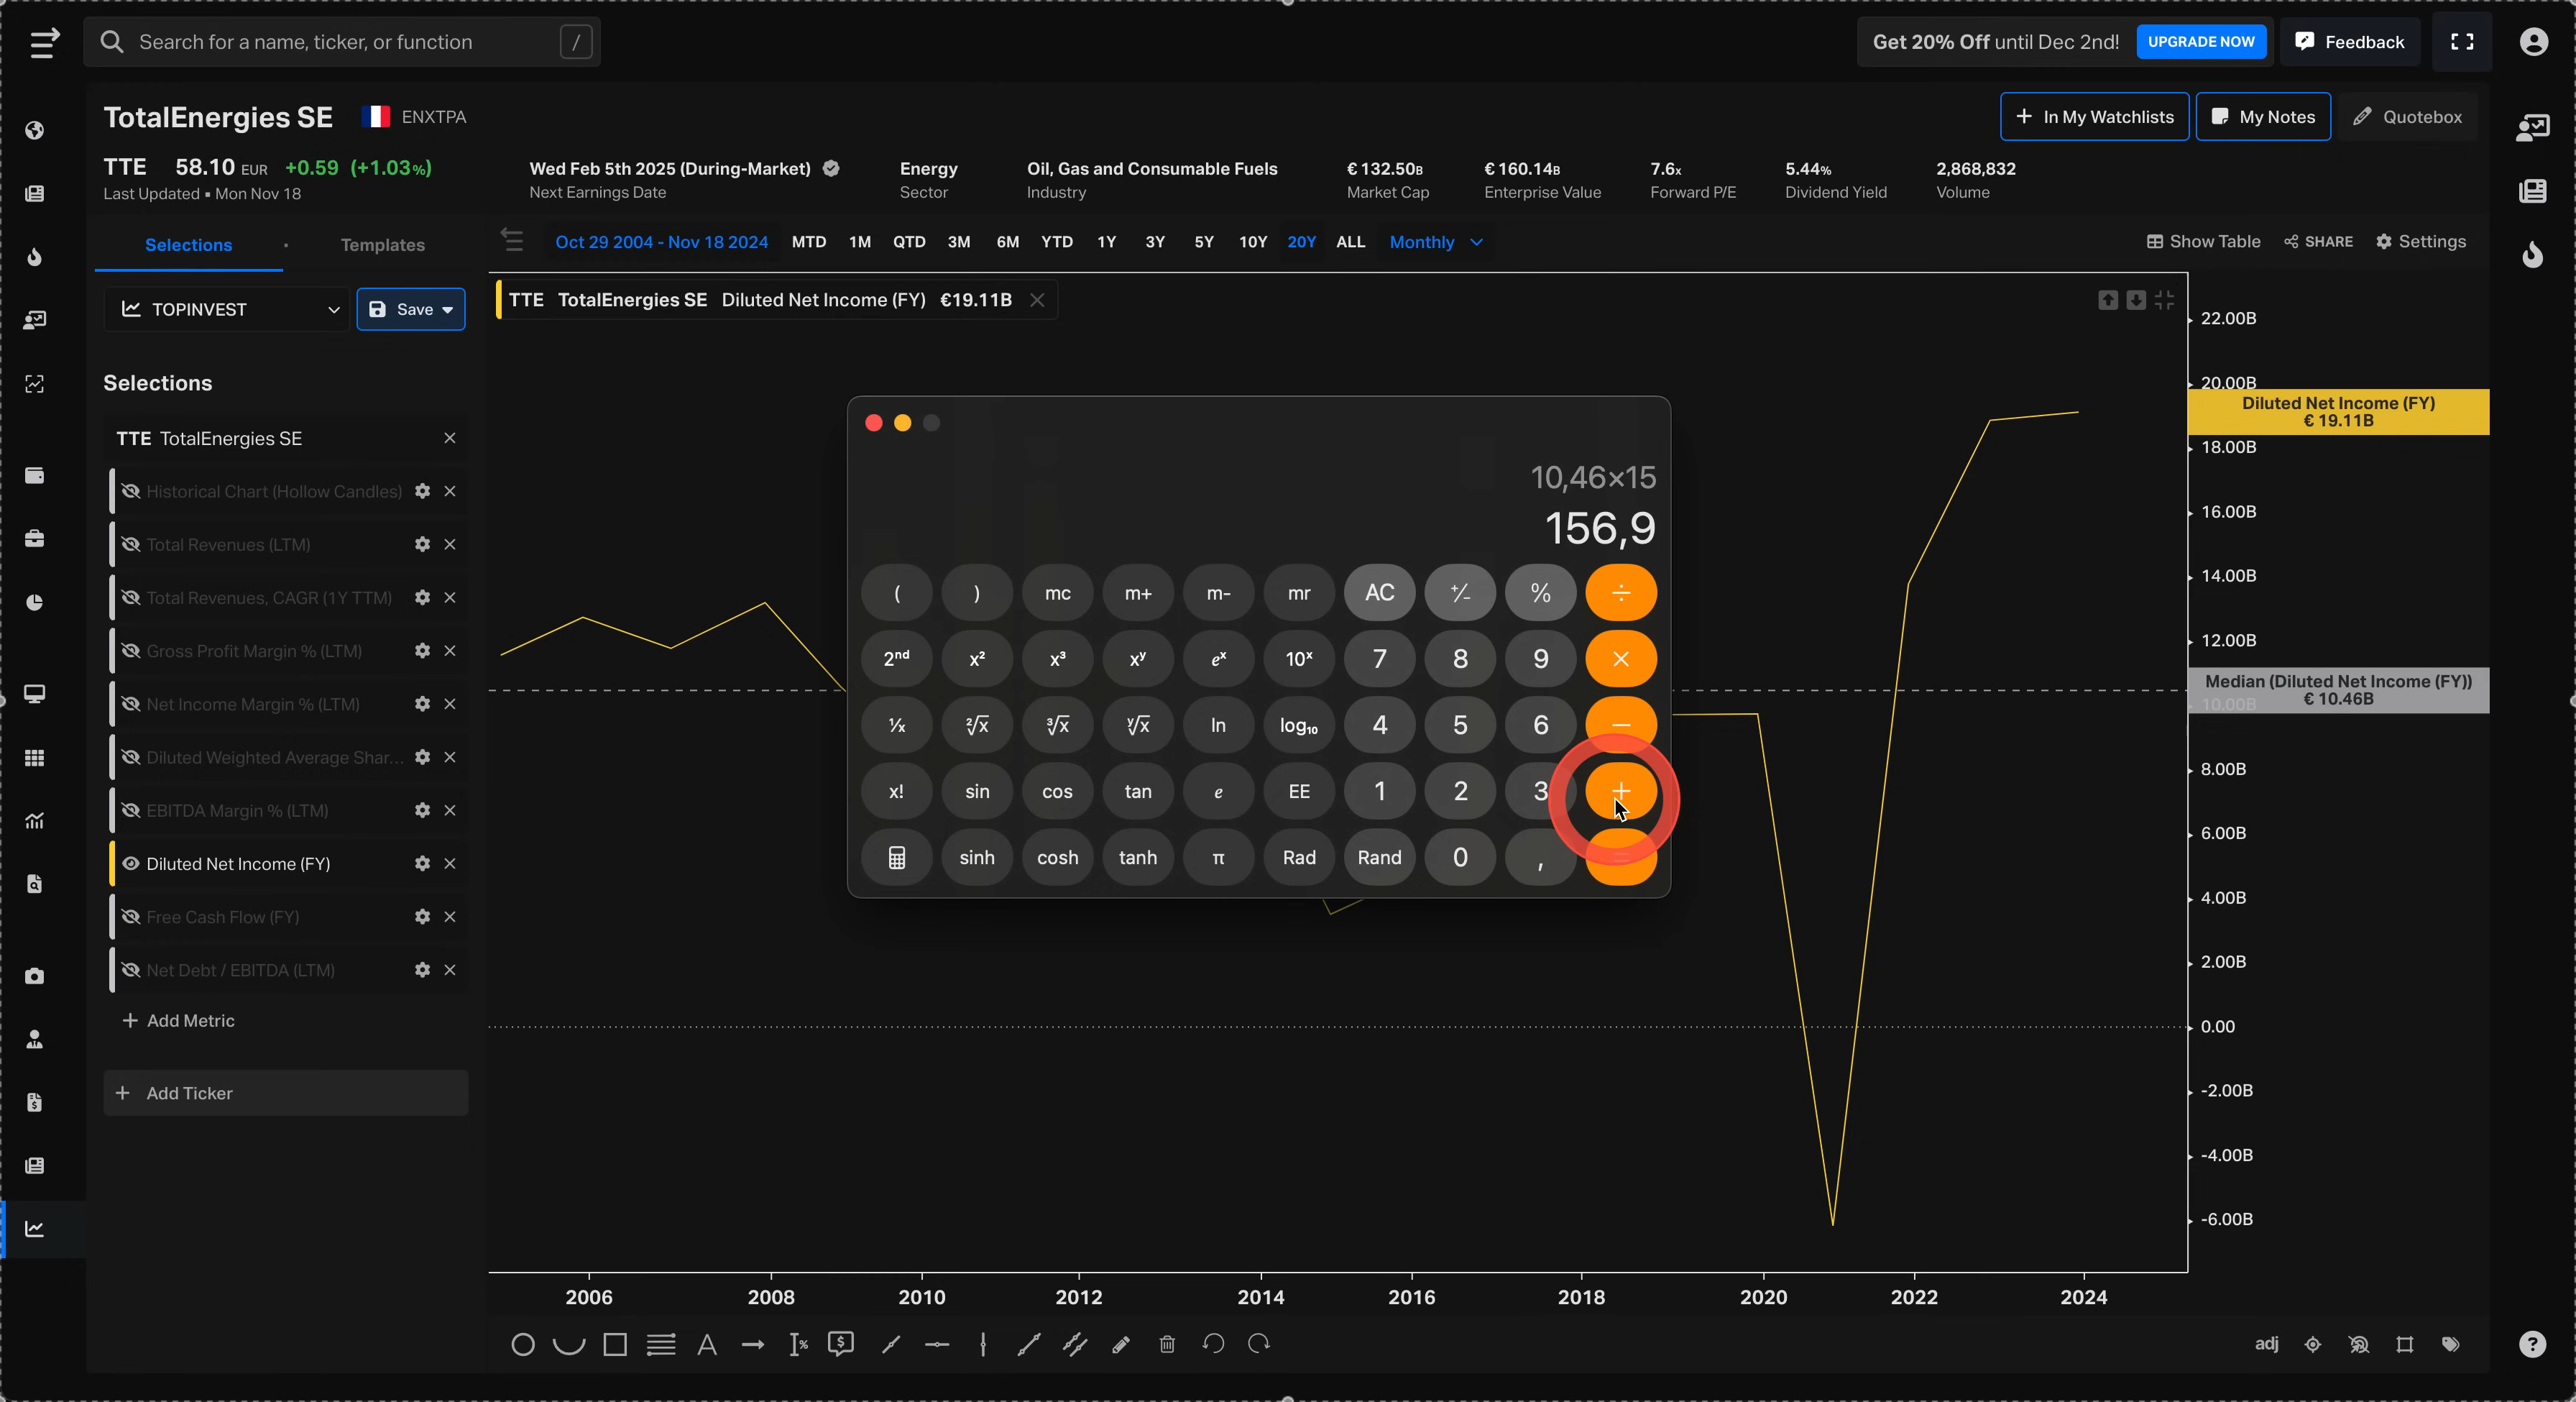 Search for a name, ticker, or function /
Get 20% Off until Dec 2nd! UPGRADE NOW Feedback
TotalEnergies SE ENXTPA
+ In My Watchlists My Notes Quotebox
TTE 58.10 EUR +0.59 (+1.03%)
Last Updated ▪ Mon Nov 18
Wed Feb 5th 2025 (During-Market)
Next Earnings Date
Energy
Sector
Oil, Gas and Consumable Fuels
Industry
€ 132.50B
Market Cap
€ 160.14B
Enterprise Value
7.6x
Forward P/E
5.44%
Dividend Yield
2,868,832
Volume
Selections · Templates
Oct 29 2004 - Nov 18 2024 MTD 1M QTD 3M 6M YTD 1Y 3Y 5Y 10Y 20Y ALL Monthly
Show Table SHARE Settings
TOPINVEST Save
Selections
TTE TotalEnergies SE
Historical Chart (Hollow Candles)
Total Revenues (LTM)
Total Revenues, CAGR (1Y TTM)
Gross Profit Margin % (LTM)
Net Income Margin % (LTM)
Diluted Weighted Average Shar...
EBITDA Margin % (LTM)
Diluted Net Income (FY)
Free Cash Flow (FY)
Net Debt / EBITDA (LTM)
+ Add Metric
+ Add Ticker
TTE TotalEnergies SE Diluted Net Income (FY) €19.11B
10,46×15
156,9
( ) mc m+ m- mr AC +/− % ÷
2nd x² x³ xʸ eˣ 10ˣ 7 8 9 ×
1/x ²√x ³√x ʸ√x ln log₁₀ 4 5 6 −
x! sin cos tan e EE 1 2 3 +
sinh cosh tanh π Rad Rand 0 , =
22.00B
20.00B
Diluted Net Income (FY)
€ 19.11B
18.00B
16.00B
14.00B
12.00B
Median (Diluted Net Income (FY))
€ 10.46B
10.00B
8.00B
6.00B
4.00B
2.00B
0.00
-2.00B
-4.00B
-6.00B
2006 2008 2010 2012 2014 2016 2018 2020 2022 2024
A % $ adj ?